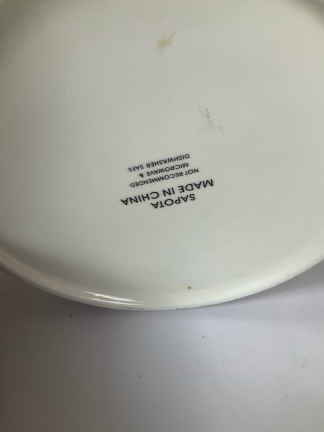 SAPOTA
MADE IN CHINA
NOT RECOMMENDED
MICROWAVE &
DISHWASHER SAFE